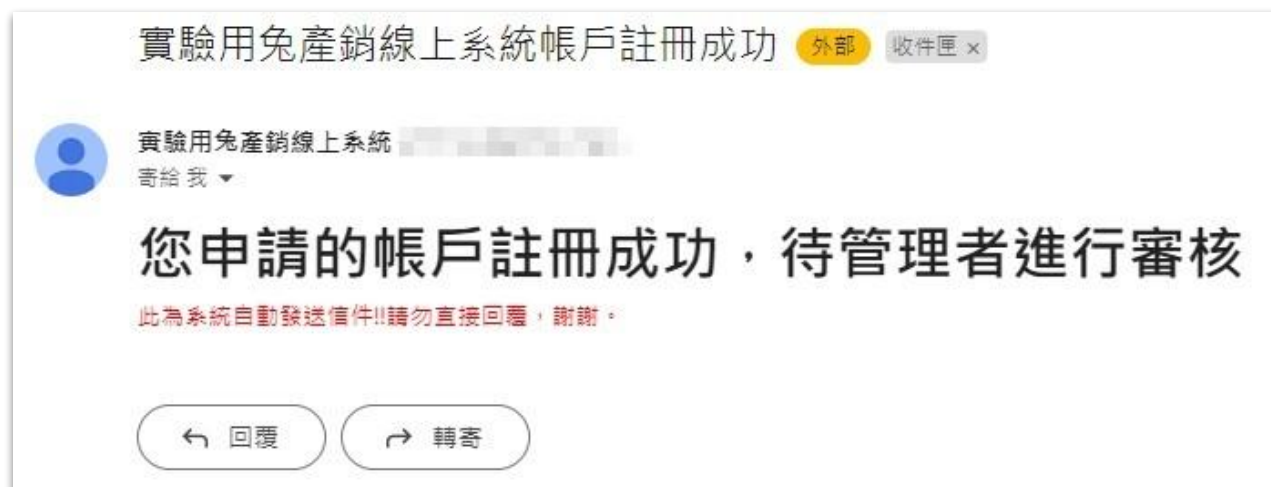 實驗用兔產銷線上系統帳戶註冊成功 外部 收件匣 ×
實驗用兔產銷線上系統
寄給 我
您申請的帳戶註冊成功,待管理者進行審核
此為系統自動發送信件!!請勿直接回覆,謝謝。
回覆 轉寄